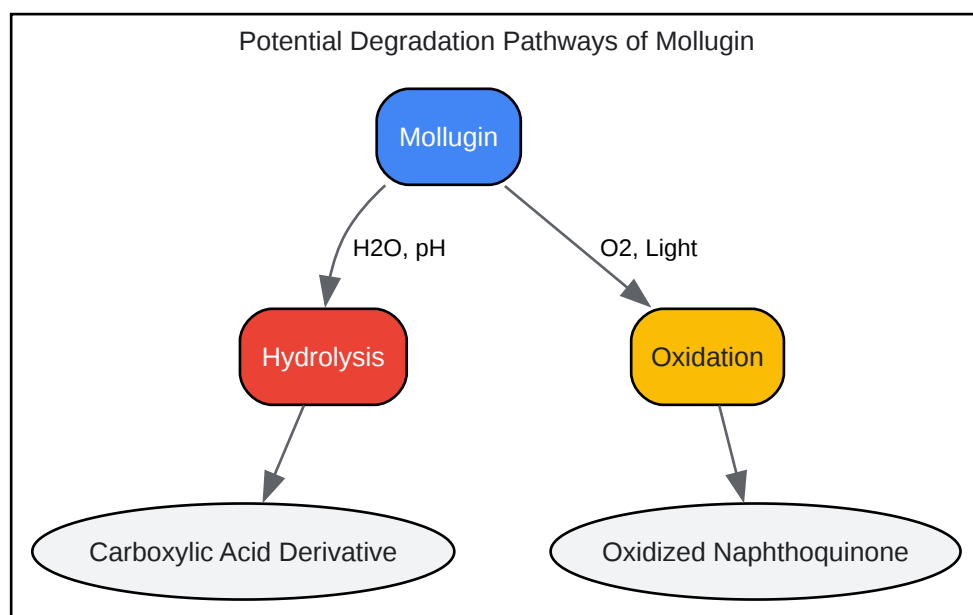 Potential Degradation Pathways of Mollugin
Mollugin
H2O, pH
O2, Light
Hydrolysis
Oxidation
Carboxylic Acid Derivative
Oxidized Naphthoquinone